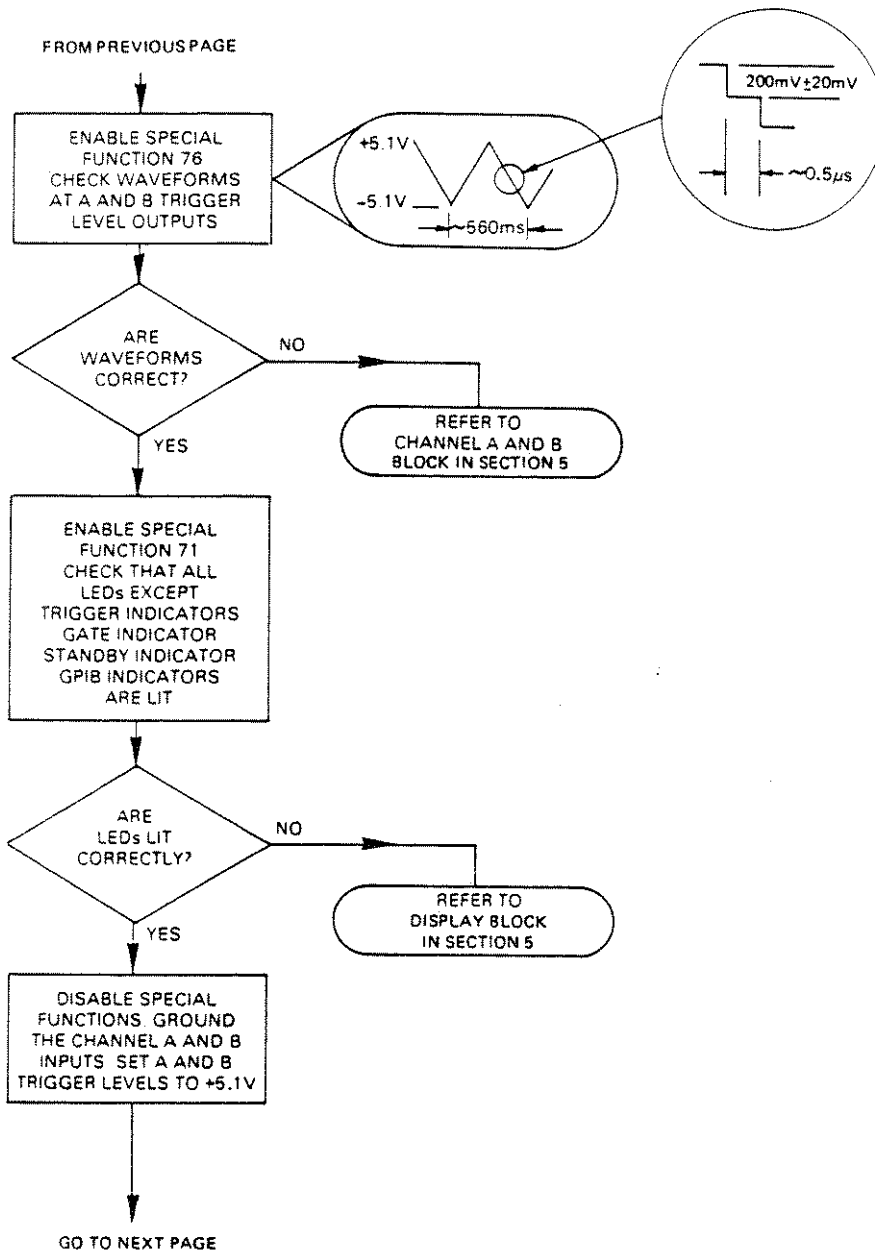 FROM PREVIOUS PAGE
ENABLE SPECIAL
FUNCTION 76
CHECK WAVEFORMS
AT A AND B TRIGGER
LEVEL OUTPUTS
+5.1V
-5.1V
~560ms
200mV±20mV
~0.5µs
ARE
WAVEFORMS
CORRECT?
NO
YES
REFER TO
CHANNEL A AND B
BLOCK IN SECTION 5
ENABLE SPECIAL
FUNCTION 71
CHECK THAT ALL
LEDs EXCEPT
TRIGGER INDICATORS
GATE INDICATOR
STANDBY INDICATOR
GPIB INDICATORS
ARE LIT
ARE
LEDs LIT
CORRECTLY?
NO
YES
REFER TO
DISPLAY BLOCK
IN SECTION 5
DISABLE SPECIAL
FUNCTIONS. GROUND
THE CHANNEL A AND B
INPUTS SET A AND B
TRIGGER LEVELS TO +5.1V
GO TO NEXT PAGE